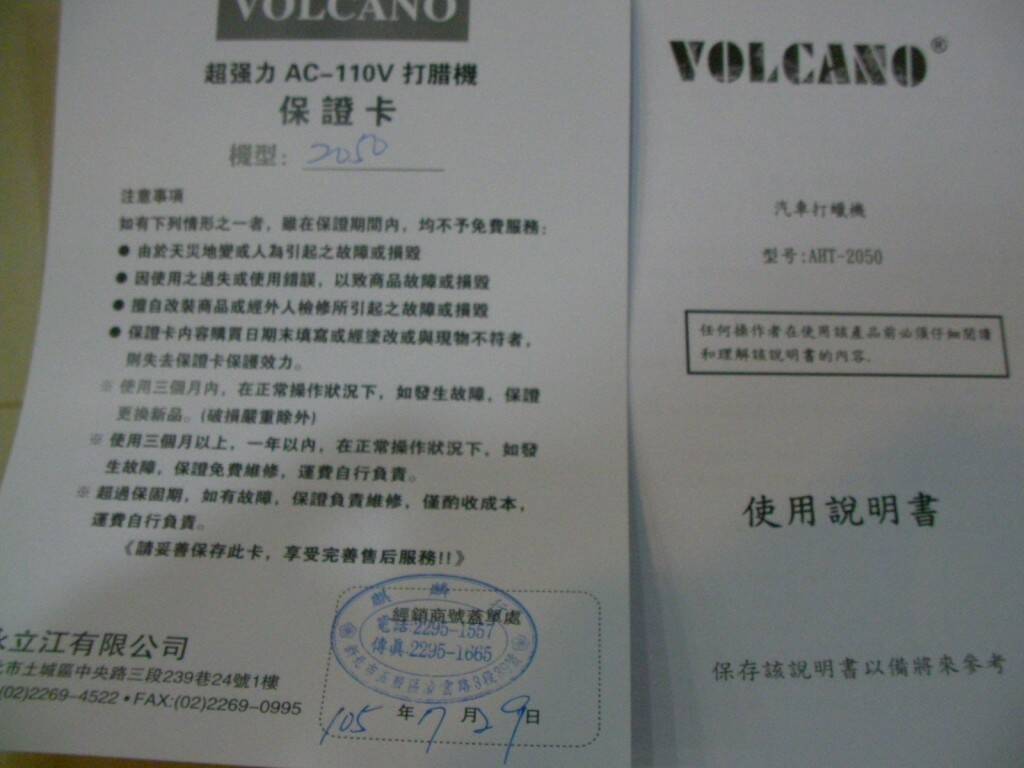 VOLCANO
超强力 AC-110V 打腊機
保證卡
機型: 2050
注意事項
如有下列情形之一者，雖在保證期間內，均不予免費服務:
● 由於天災地變或人為引起之故障或損毀
● 因使用之過失或使用錯誤，以致商品故障或損毀
● 擅自改裝商品或經外人檢修所引起之故障或損毀
● 保證卡內容購買日期末填寫或經塗改或與現物不符者，
則失去保證卡保護效力。
※ 使用三個月內，在正常操作狀況下，如發生故障，保證
更換新品。(破損嚴重除外)
※ 使用三個月以上，一年以內，在正常操作狀況下，如發
生故障，保證免費維修，運費自行負責。
※ 超過保固期，如有故障，保證負責維修，僅酌收成本，
運費自行負責。
《請妥善保存此卡，享受完善售后服務!!》
立江有限公司
市土城區中央路三段239巷24號1樓
(02)2269-4522 • FAX:(02)2269-0995
經銷商號蓋單處
電話:2295-1557
傳真:2295-1665
105 年 7 月 29 日
VOLCANO®
汽車打蠟機
型号:AHT-2050
任何操作者在使用該產品前必須仔細閱讀
和理解該說明書的內容.
使用說明書
保存該說明書以備將來參考